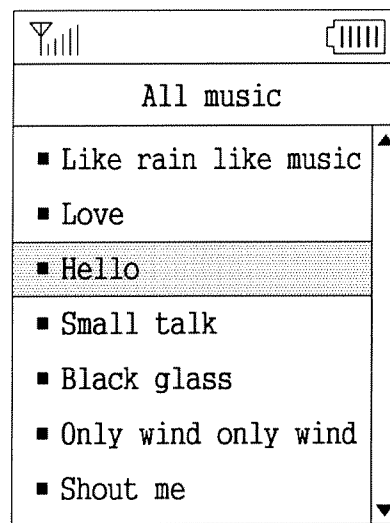 All music
Like rain like music
Love
Hello
Small talk
Black glass
Only wind only wind
Shout me